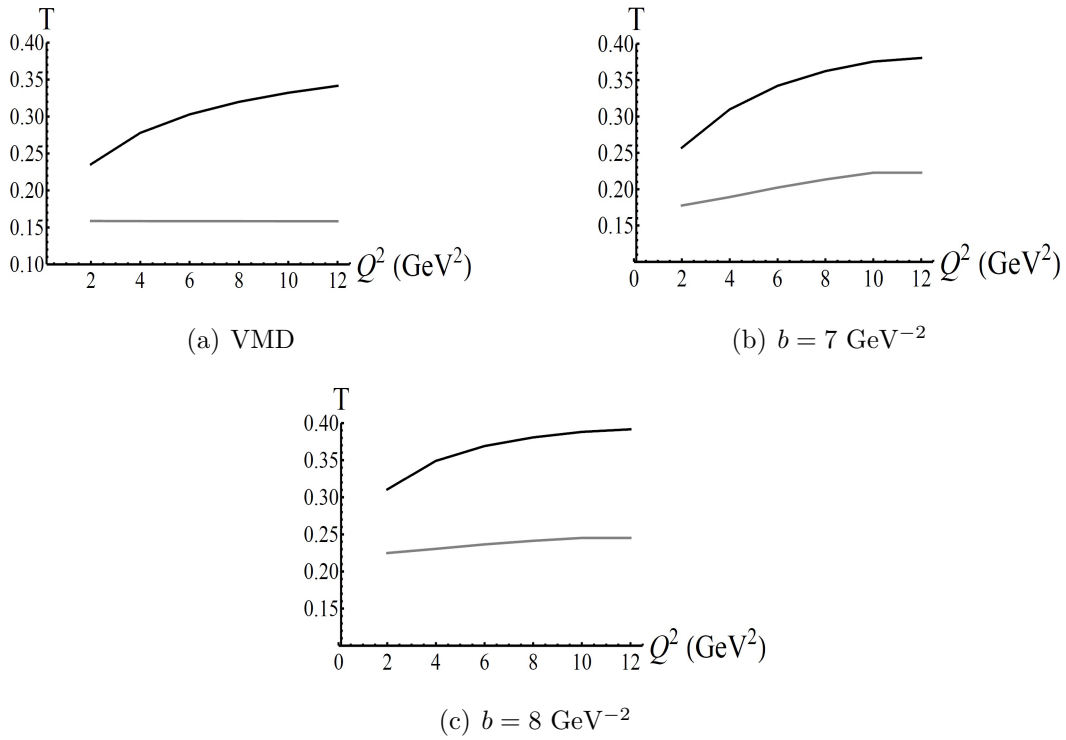 T
0.40
0.35
0.30
0.25
0.20
0.15
0.10
2 4 6 8 10 12
Q² (GeV²)
(a) VMD
T
0.40
0.35
0.30
0.25
0.20
0.15
0 2 4 6 8 10 12
Q² (GeV²)
(b) b = 7 GeV⁻²
T
0.40
0.35
0.30
0.25
0.20
0.15
0 2 4 6 8 10 12
Q² (GeV²)
(c) b = 8 GeV⁻²